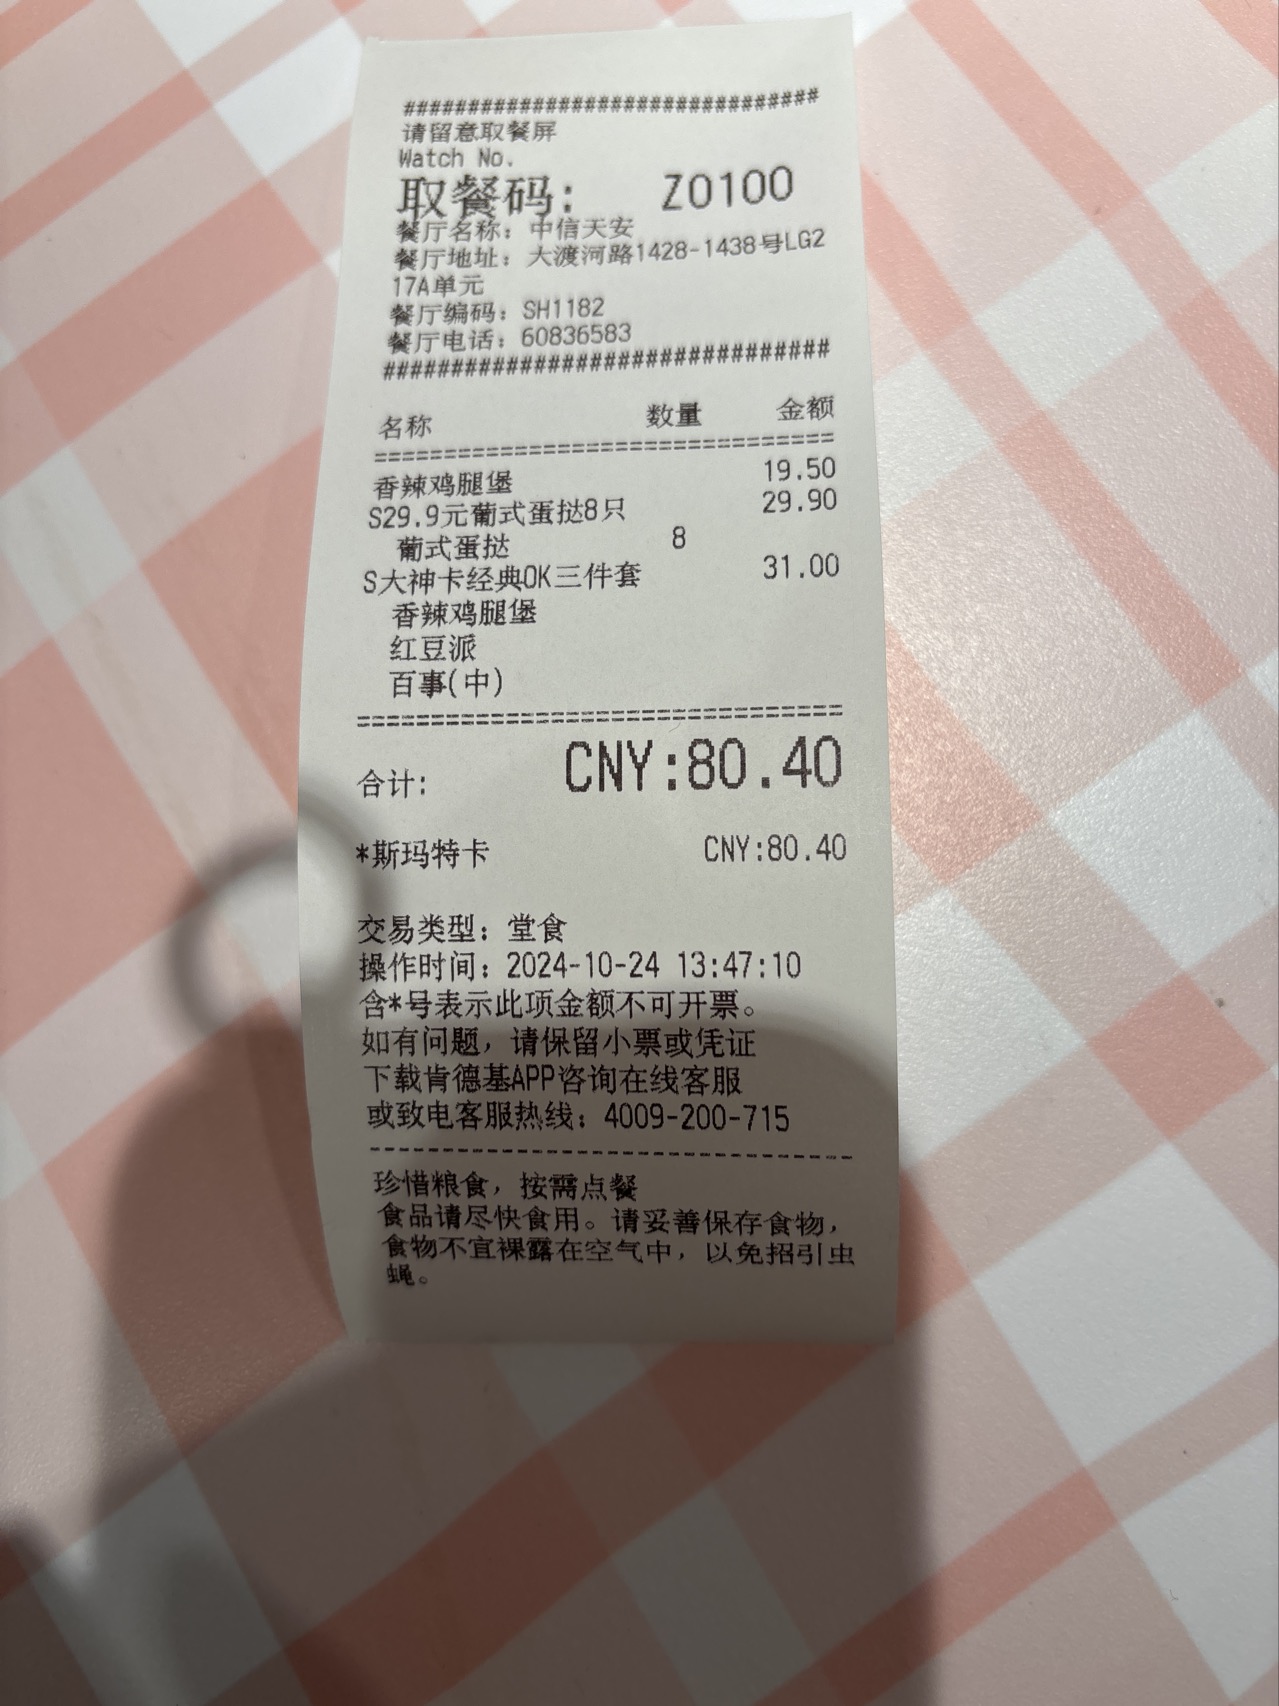 ################################
请留意取餐屏
Watch No.
取餐码: Z0100
餐厅名称: 中信天安
餐厅地址: 大渡河路1428-1438号LG2
17A单元
餐厅编码: SH1182
餐厅电话: 60836583
################################
名称 数量 金额
================================
香辣鸡腿堡 19.50
S29.9元葡式蛋挞8只 29.90
葡式蛋挞 8
S大神卡经典OK三件套 31.00
香辣鸡腿堡
红豆派
百事(中)
================================
合计: CNY:80.40
*斯玛特卡 CNY:80.40
交易类型: 堂食
操作时间: 2024-10-24 13:47:10
含*号表示此项金额不可开票。
如有问题, 请保留小票或凭证
下载肯德基APP咨询在线客服
或致电客服热线: 4009-200-715
--------------------------------
珍惜粮食, 按需点餐
食品请尽快食用。请妥善保存食物,
食物不宜裸露在空气中, 以免招引虫
蝇。